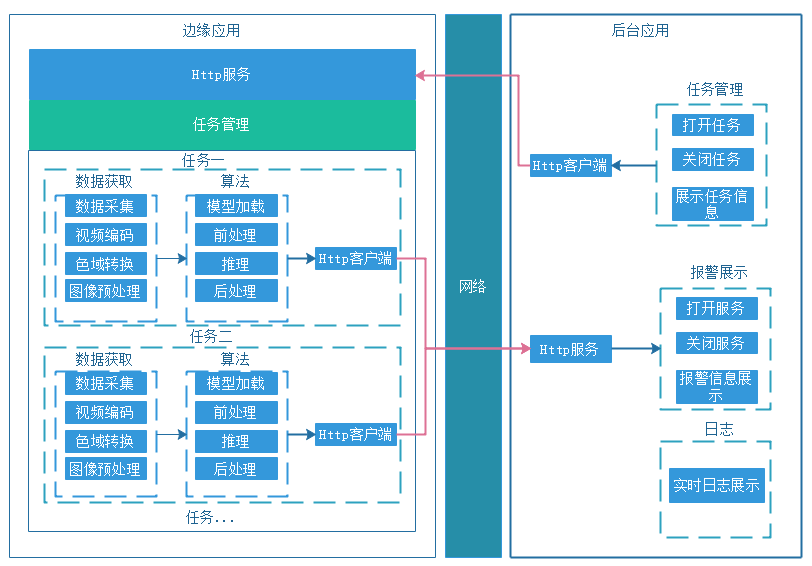 边缘应用
Http服务
任务管理
任务一
数据获取
数据采集
视频编码
色域转换
图像预处理
算法
模型加载
前处理
推理
后处理
Http客户端
任务二
数据获取
数据采集
视频编码
色域转换
图像预处理
算法
模型加载
前处理
推理
后处理
Http客户端
任务...
网络
后台应用
任务管理
打开任务
关闭任务
展示任务信
息
Http客户端
报警展示
打开服务
关闭服务
报警信息展
示
Http服务
日志
实时日志展示